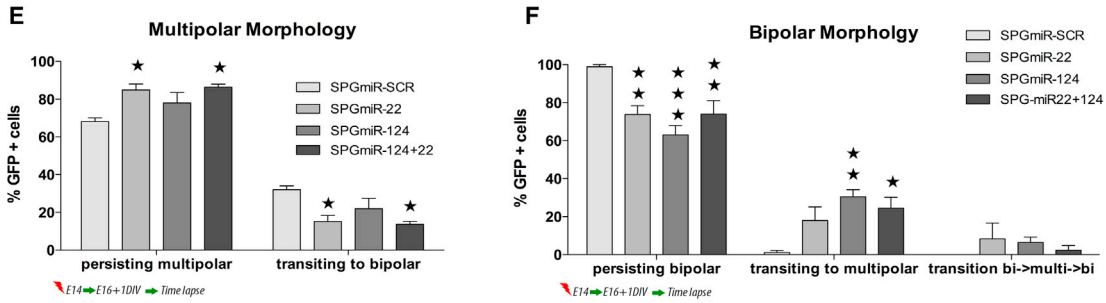 E
Multipolar Morphology
% GFP + cells
100
80
60
40
20
0
SPGmiR-SCR
SPGmiR-22
SPGmiR-124
SPGmiR-124+22
persisting multipolar
transiting to bipolar
E14 E16+1DIV Time lapse
F
Bipolar Morpholgy
% GFP + cells
100
80
60
40
20
0
SPGmiR-SCR
SPGmiR-22
SPGmiR-124
SPG-miR22+124
persisting bipolar
transiting to multipolar
transition bi->multi->bi
E14 E16+1DIV Time lapse